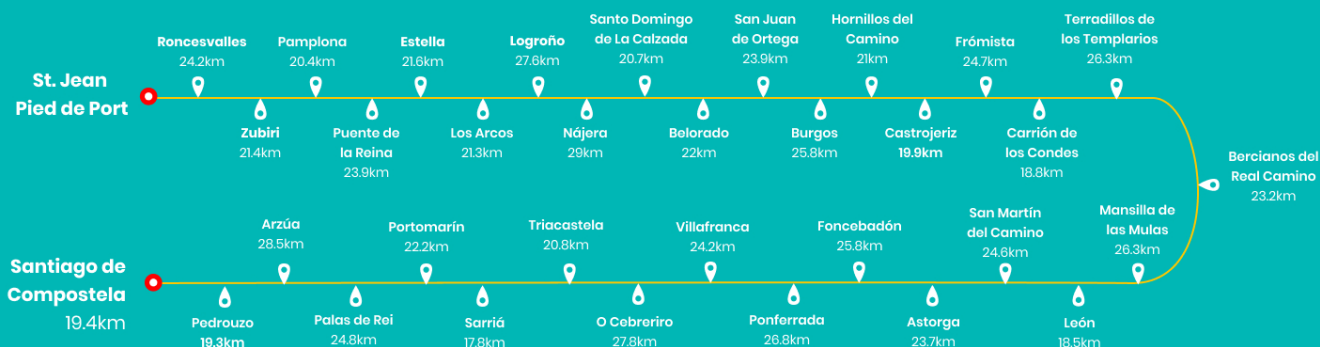 St. Jean
Pied de Port
Roncesvalles
24.2km
Zubiri
21.4km
Pamplona
20.4km
Puente de
la Reina
23.9km
Estella
21.6km
Los Arcos
21.3km
Logroño
27.6km
Nájera
29km
Santo Domingo
de La Calzada
20.7km
Belorado
22km
San Juan
de Ortega
23.9km
Burgos
25.8km
Hornillos del
Camino
21km
Castrojeriz
19.9km
Frómista
24.7km
Carrión de
los Condes
18.8km
Terradillos de
los Templarios
26.3km
Bercianos del
Real Camino
23.2km
Mansilla de
las Mulas
26.3km
León
18.5km
San Martín
del Camino
24.6km
Astorga
23.7km
Foncebadón
25.8km
Ponferrada
26.8km
Villafranca
24.2km
O Cebreriro
27.8km
Triacastela
20.8km
Sarriá
17.8km
Portomarín
22.2km
Palas de Rei
24.8km
Arzúa
28.5km
Pedrouzo
19.3km
Santiago de
Compostela
19.4km